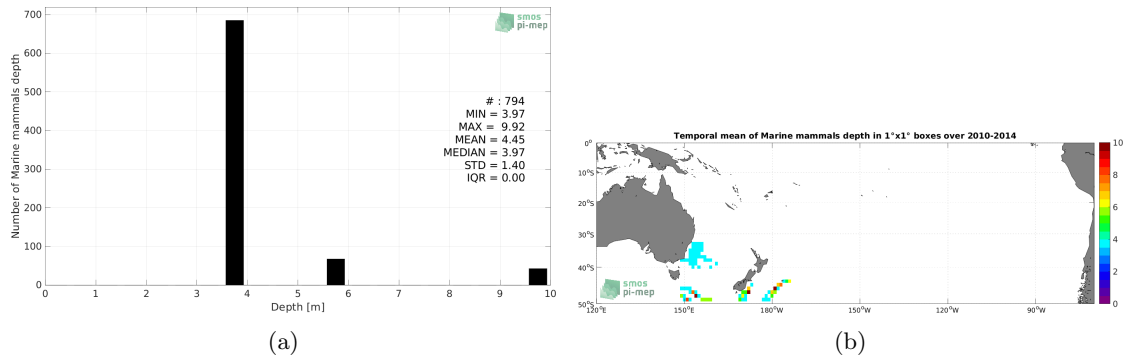 720
700
600
500
400
300
200
100
0
Number of Marine mammals depth
smos
pi-mep
# : 794
MIN = 3.97
MAX = 9.92
MEAN = 4.45
MEDIAN = 3.97
STD = 1.40
IQR = 0.00
0 1 2 3 4 5 6 7 8 9 10
Depth [m]
(a)
Temporal mean of Marine mammals depth in 1°x1° boxes over 2010-2014
0°
10°S
20°S
30°S
40°S
50°S
smos
pi-mep
120°E 150°E 180°W 150°W 120°W 90°W
10
8
6
4
2
0
(b)